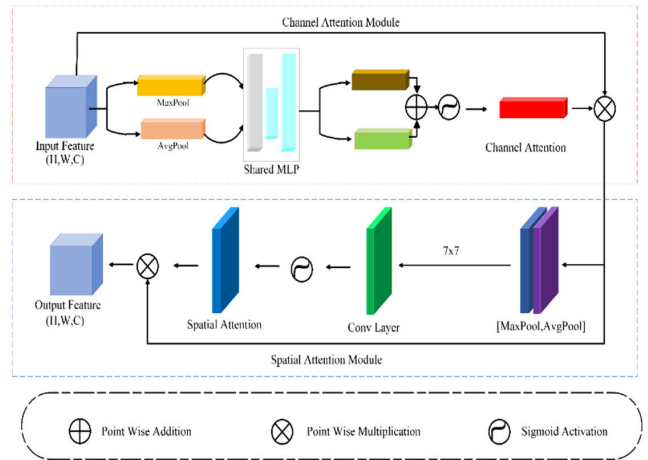 Channel Attention Module
MaxPool
AvgPool
Input Feature
(H,W,C)
Shared MLP
Channel Attention
7x7
Output Feature
(H,W,C)
Spatial Attention
Conv Layer
[MaxPool,AvgPool]
Spatial Attention Module
Point Wise Addition
Point Wise Multiplication
Sigmoid Activation